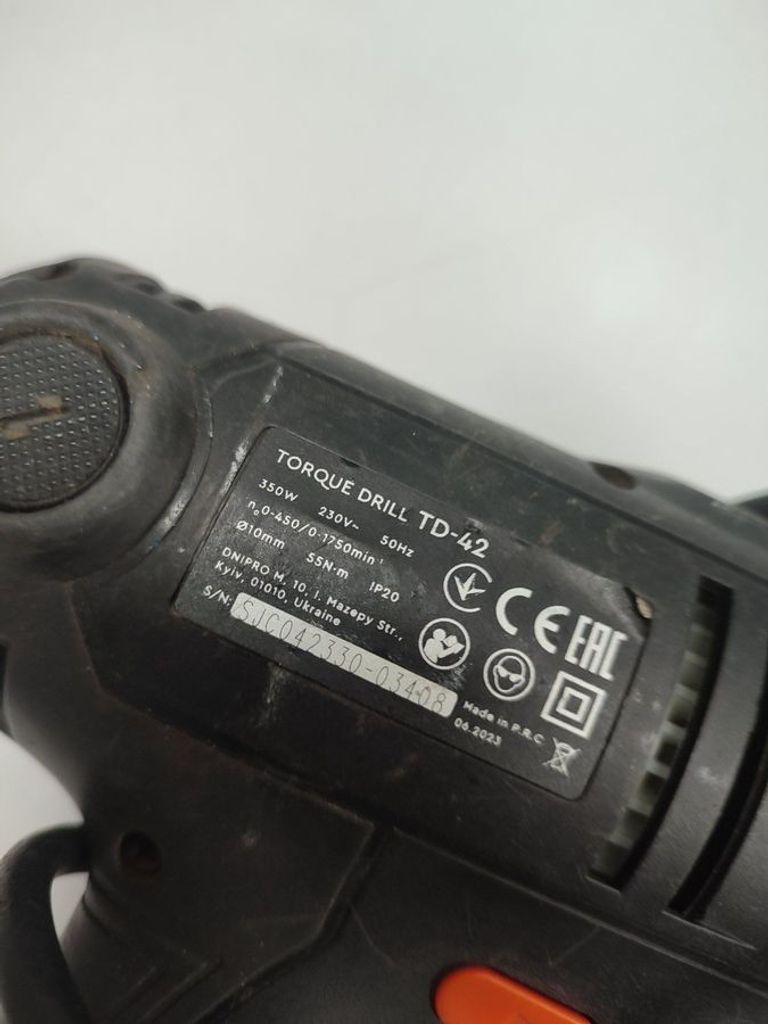 TORQUE DRILL TD-42
350W 230V~ 50Hz
n₀0-450/0-1750min⁻¹
Ø10mm 55N·m IP20
DNIPRO M, 10, I. Mazepy Str.,
Kyiv, 01010, Ukraine
S/N: SJC042330-03408
CE EAC
Made in P.R.C
06.2023